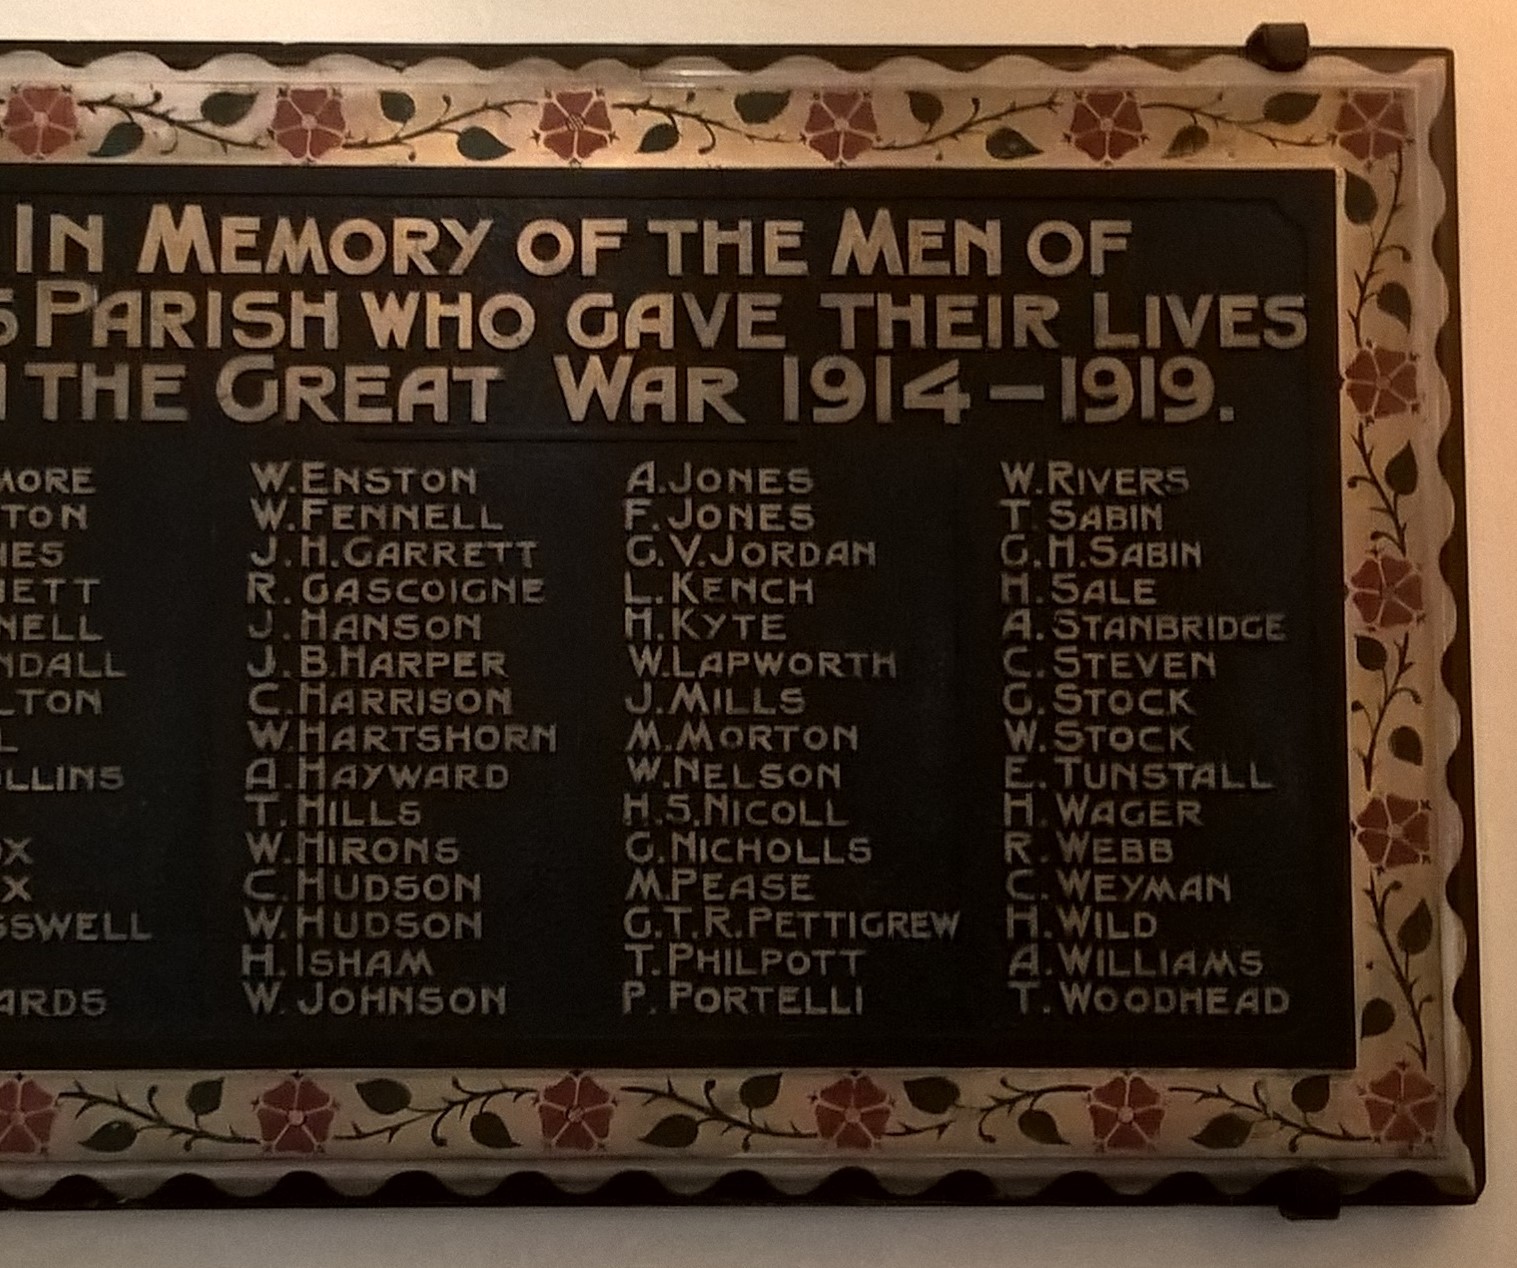 IN MEMORY OF THE MEN OF
PARISH WHO GAVE THEIR LIVES
THE GREAT WAR 1914-1919.
W. ENSTON
W. FENNELL
J. H. GARRETT
R. GASCOIGNE
J. HANSON
J. B. HARPER
C. HARRISON
W. HARTSHORN
A. HAYWARD
T. HILLS
W. HIRONS
C. HUDSON
W. HUDSON
H. ISHAM
W. JOHNSON
A. JONES
F. JONES
G. V. JORDAN
L. KENCH
H. KYTE
W. LAPWORTH
J. MILLS
M. MORTON
W. NELSON
H. S. NICOLL
G. NICHOLLS
M. PEASE
G. T. R. PETTIGREW
T. PHILPOTT
P. PORTELLI
W. RIVERS
T. SABIN
G. H. SABIN
H. SALE
A. STANBRIDGE
C. STEVEN
G. STOCK
W. STOCK
E. TUNSTALL
H. WAGER
R. WEBB
C. WEYMAN
H. WILD
A. WILLIAMS
T. WOODHEAD